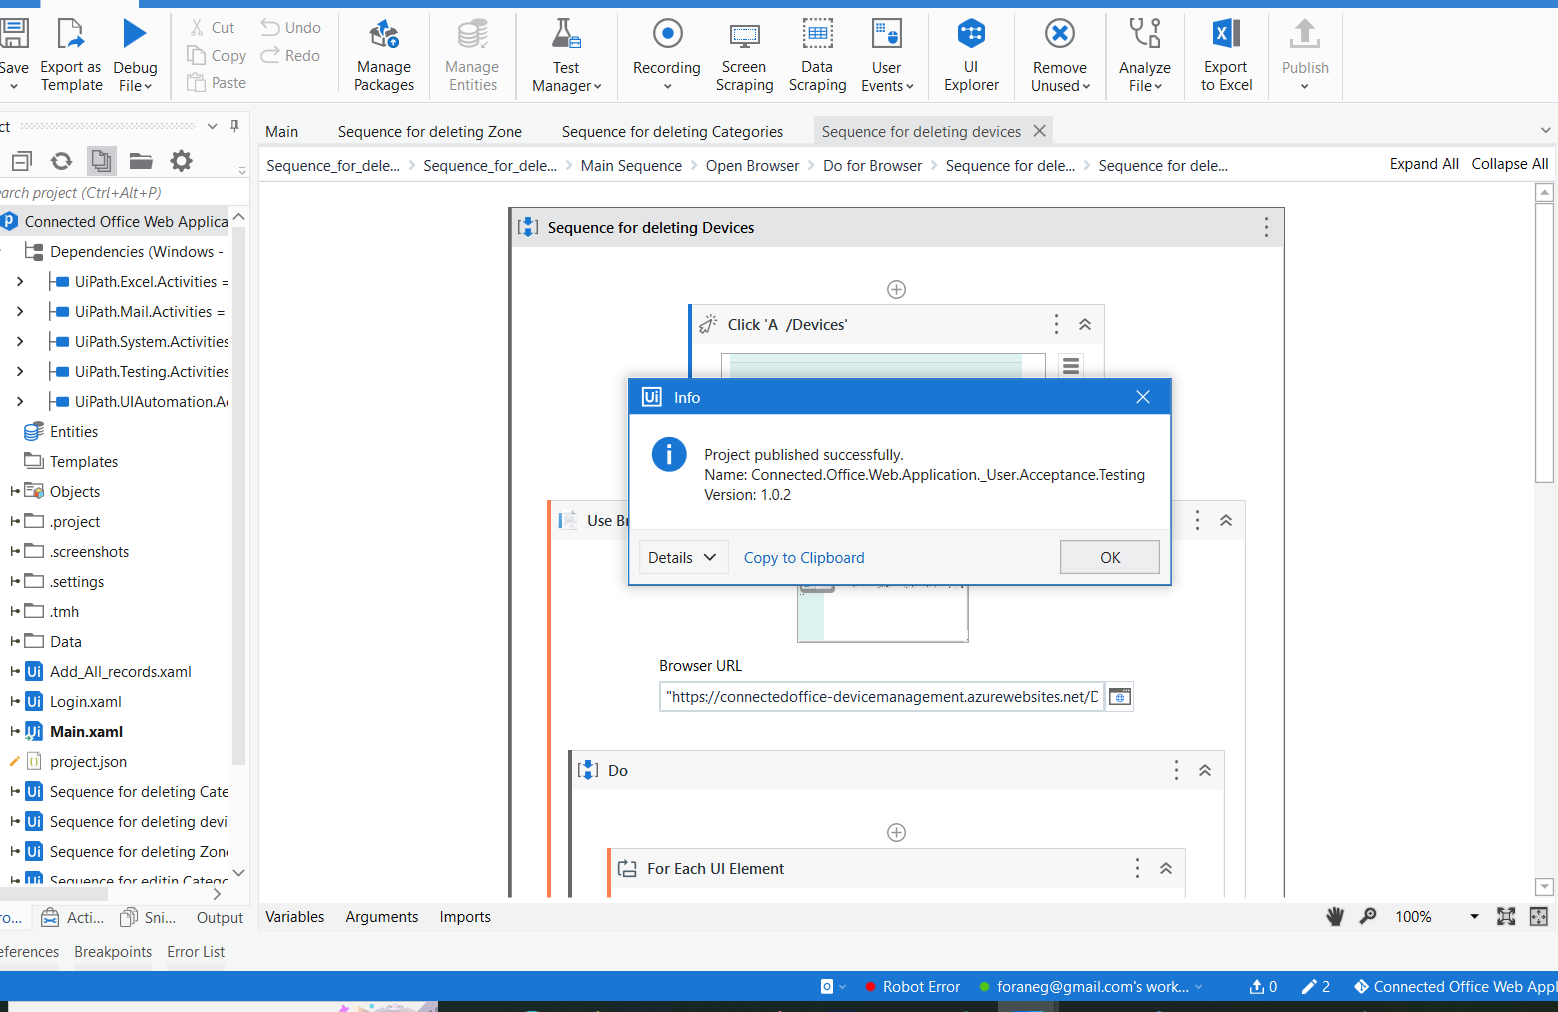 Save
Export as
Template
Debug
File
Cut
Copy
Paste
Undo
Redo
Manage
Packages
Manage
Entities
Test
Manager
Recording
Screen
Scraping
Data
Scraping
User
Events
UI
Explorer
Remove
Unused
Analyze
File
Export
to Excel
Publish
ct
Main
Sequence for deleting Zone
Sequence for deleting Categories
Sequence for deleting devices
Sequence_for_dele...
Sequence_for_dele...
Main Sequence
Open Browser
Do for Browser
Sequence for dele...
Sequence for dele...
Expand All
Collapse All
earch project (Ctrl+Alt+P)
Connected Office Web Applica
Dependencies (Windows -
UiPath.Excel.Activities =
UiPath.Mail.Activities =
UiPath.System.Activities
UiPath.Testing.Activities
UiPath.UIAutomation.Ac
Entities
Templates
Objects
.project
.screenshots
.settings
.tmh
Data
Add_All_records.xaml
Login.xaml
Main.xaml
project.json
Sequence for deleting Cate
Sequence for deleting devi
Sequence for deleting Zone
Sequence for editin Catego
Sequence for deleting Devices
Click 'A /Devices'
Use Br
Ui Info
Project published successfully.
Name: Connected.Office.Web.Application._User.Acceptance.Testing
Version: 1.0.2
Details
Copy to Clipboard
OK
Browser URL
"https://connectedoffice-devicemanagement.azurewebsites.net/D
Do
For Each UI Element
ro...
Acti...
Sni...
Output
Variables
Arguments
Imports
100%
eferences
Breakpoints
Error List
Robot Error
foraneg@gmail.com's work...
0
2
Connected Office Web Appl